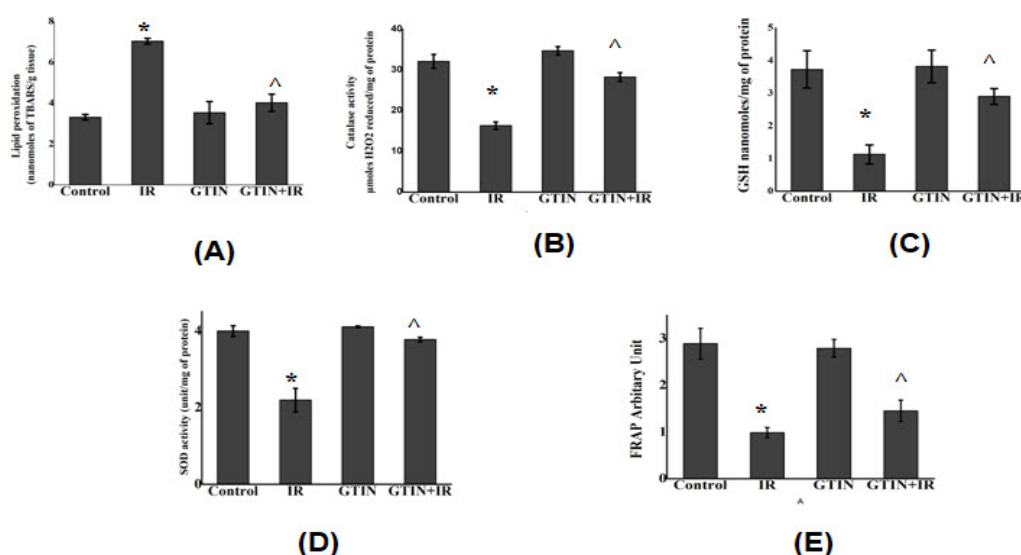 Lipid peroxidation
(nanomoles of TBARS/g tissue)
8
6
4
2
0
*
^
Control IR GTIN GTIN+IR
(A)
Catalase activity
µmoles H2O2 reduced/mg of protein
40
30
20
10
0
*
^
Control IR GTIN GTIN+IR
(B)
GSH nanomoles/mg of protein
5
4
3
2
1
0
*
^
Control IR GTIN GTIN+IR
(C)
SOD activity (unit/mg of protein)
4
2
0
*
^
Control IR GTIN GTIN+IR
(D)
FRAP Arbitary Unit
3
2
1
0
*
^
Control IR GTIN GTIN+IR
^
(E)